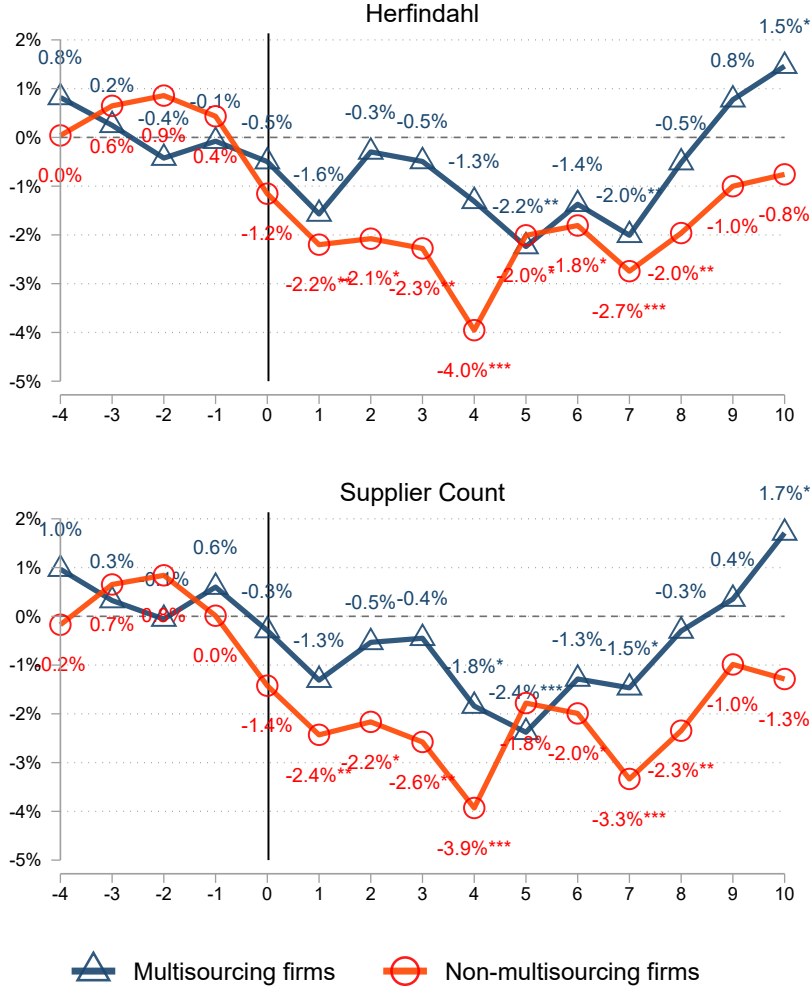 Herfindahl
2%
1%
0%
-1%
-2%
-3%
-4%
-5%
0.8% 0.2% -0.4% -0.1% -0.5% -1.6% -0.3% -0.5% -1.3% -2.2%** -1.4% -2.0%** -0.5% 0.8% 1.5%*
0.0% 0.6% 0.9% 0.4% -1.2% -2.2%** -2.1%* -2.3%** -4.0%*** -2.0%* -1.8%* -2.7%*** -2.0%** -1.0% -0.8%
-4 -3 -2 -1 0 1 2 3 4 5 6 7 8 9 10
Supplier Count
2%
1%
0%
-1%
-2%
-3%
-4%
-5%
1.0% 0.3% 0.6% -0.3% -1.3% -0.5% -0.4% -1.8%* -2.4%*** -1.3% -1.5%* -0.3% 0.4% 1.7%*
-0.2% 0.7% 0.0% -1.4% -2.4%** -2.2%* -2.6%** -3.9%*** -1.8% -2.0%* -3.3%*** -2.3%** -1.0% -1.3%
-4 -3 -2 -1 0 1 2 3 4 5 6 7 8 9 10
Multisourcing firms Non-multisourcing firms